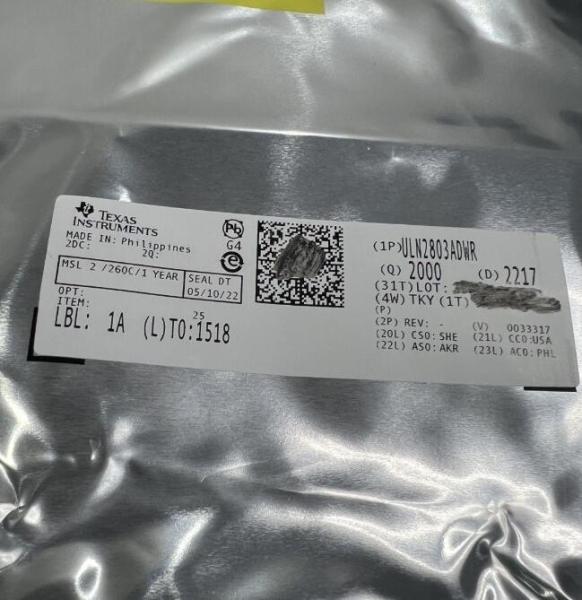 TEXAS
INSTRUMENTS
MADE IN: Philippines
2DC: 2Q:
MSL 2 /260C/1 YEAR
SEAL DT
05/10/22
OPT:
ITEM:
LBL: 1A (L)TO:1518
25
Pb
G4
e
(1P)ULN2803ADWR
(Q) 2000 (D) 2217
(31T)LOT:
(4W) TKY (1T)
(P)
(2P) REV: - (V) 0033317
(20L) CSO: SHE (21L) CCO:USA
(22L) ASO: AKR (23L) ACO: PHL